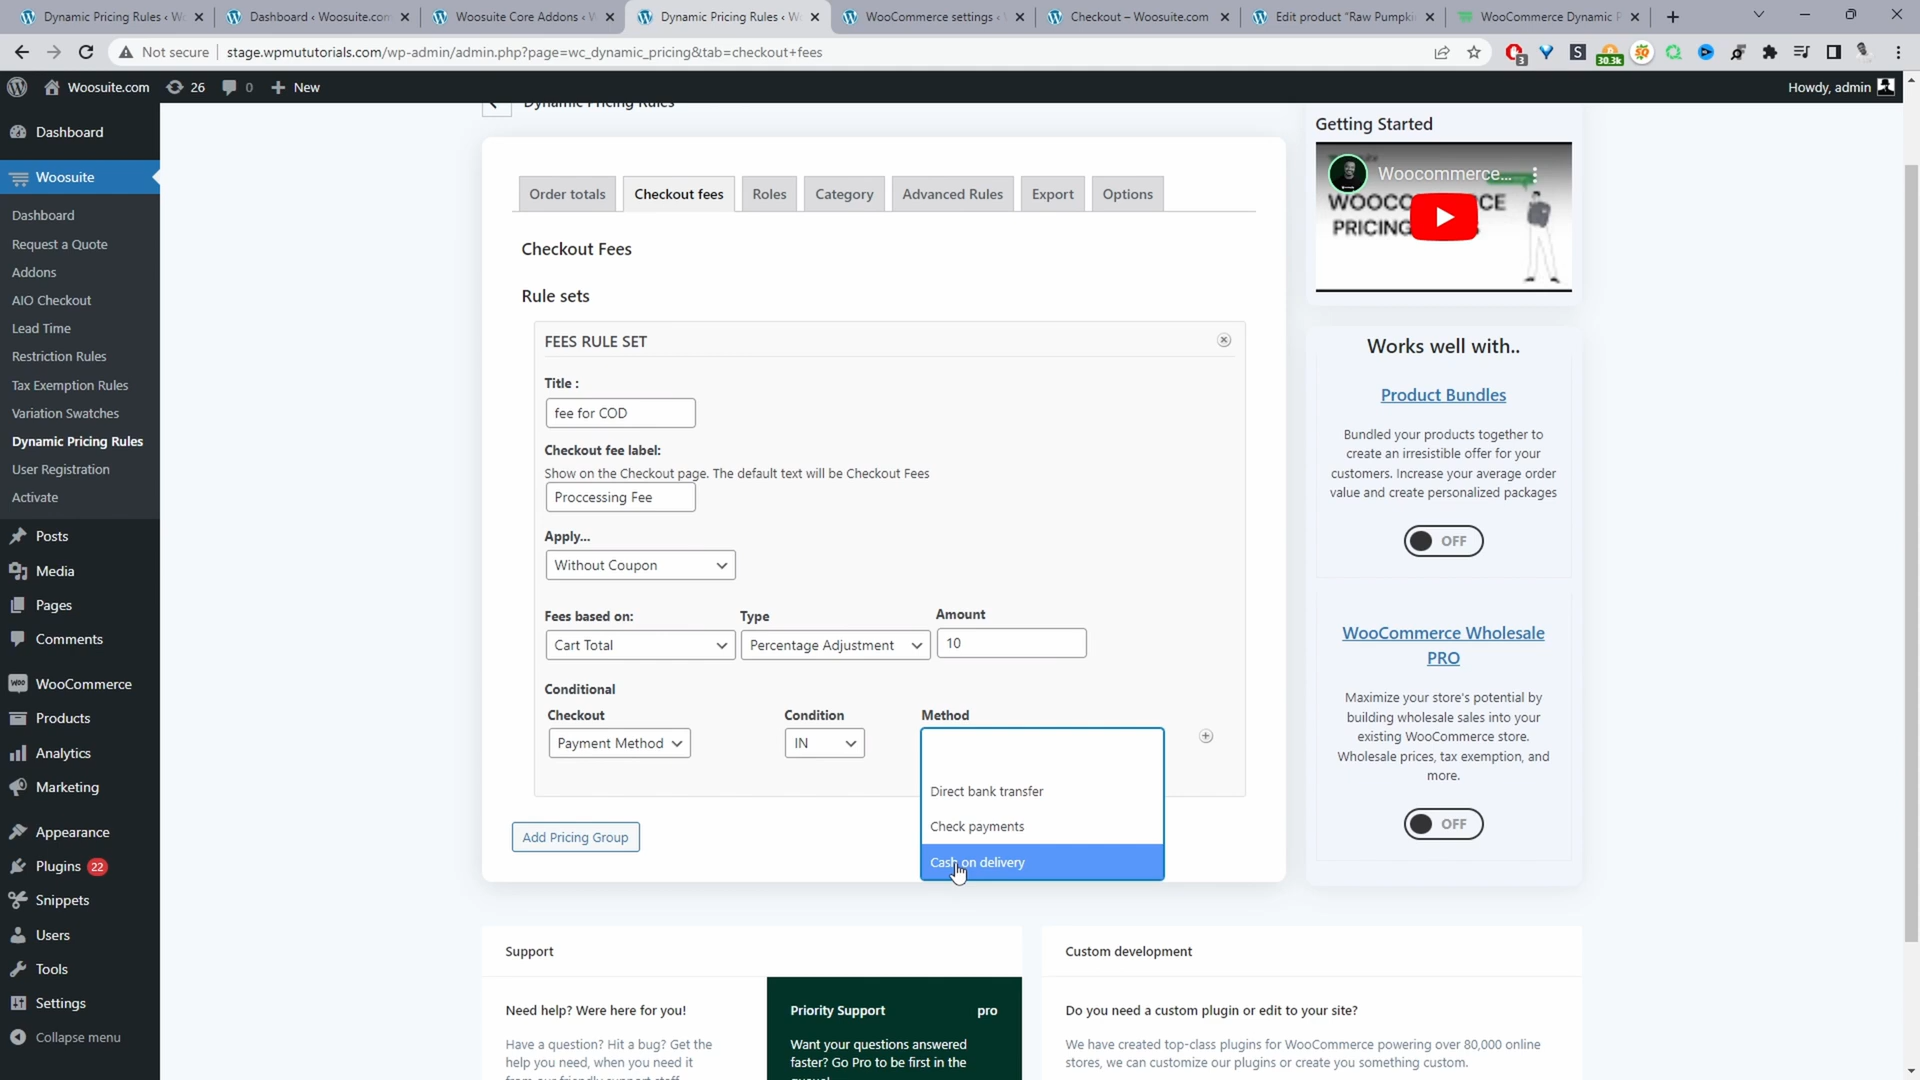 Dynamic Pricing Rules ‹ W
Dashboard ‹ Woosuite.com
Woosuite Core Addons ‹ W
Dynamic Pricing Rules ‹ W
WooCommerce settings ‹
Checkout – Woosuite.com
Edit product "Raw Pumpki
WooCommerce Dynamic P
Not secure
stage.wpmututorials.com/wp-admin/admin.php?page=wc_dynamic_pricing&tab=checkout+fees
3
30.3k
Woosuite.com
26
0
New
Howdy, admin
Dashboard
Woosuite
Dashboard
Request a Quote
Addons
AIO Checkout
Lead Time
Restriction Rules
Tax Exemption Rules
Variation Swatches
Dynamic Pricing Rules
User Registration
Activate
Posts
Media
Pages
Comments
WooCommerce
Products
Analytics
Marketing
Appearance
Plugins 22
Snippets
Users
Tools
Settings
Collapse menu
Dynamic Pricing Rules
Order totals
Checkout fees
Roles
Category
Advanced Rules
Export
Options
Checkout Fees
Rule sets
FEES RULE SET
Title :
fee for COD
Checkout fee label:
Show on the Checkout page. The default text will be Checkout Fees
Proccessing Fee
Apply...
Without Coupon
Fees based on:
Type
Amount
Cart Total
Percentage Adjustment
10
Conditional
Checkout
Condition
Method
Payment Method
IN
Direct bank transfer
Check payments
Cash on delivery
Add Pricing Group
Getting Started
Woocommerce...
PRICING
Works well with..
Product Bundles
Bundled your products together to
create an irresistible offer for your
customers. Increase your average order
value and create personalized packages
OFF
WooCommerce Wholesale
PRO
Maximize your store's potential by
building wholesale sales into your
existing WooCommerce store.
Wholesale prices, tax exemption, and
more.
OFF
Support
Need help? Were here for you!
Have a question? Hit a bug? Get the
help you need, when you need it
Priority Support
pro
Want your questions answered
faster? Go Pro to be first in the
Custom development
Do you need a custom plugin or edit to your site?
We have created top-class plugins for WooCommerce powering over 80,000 online
stores, we can customize our plugins or create you something custom.